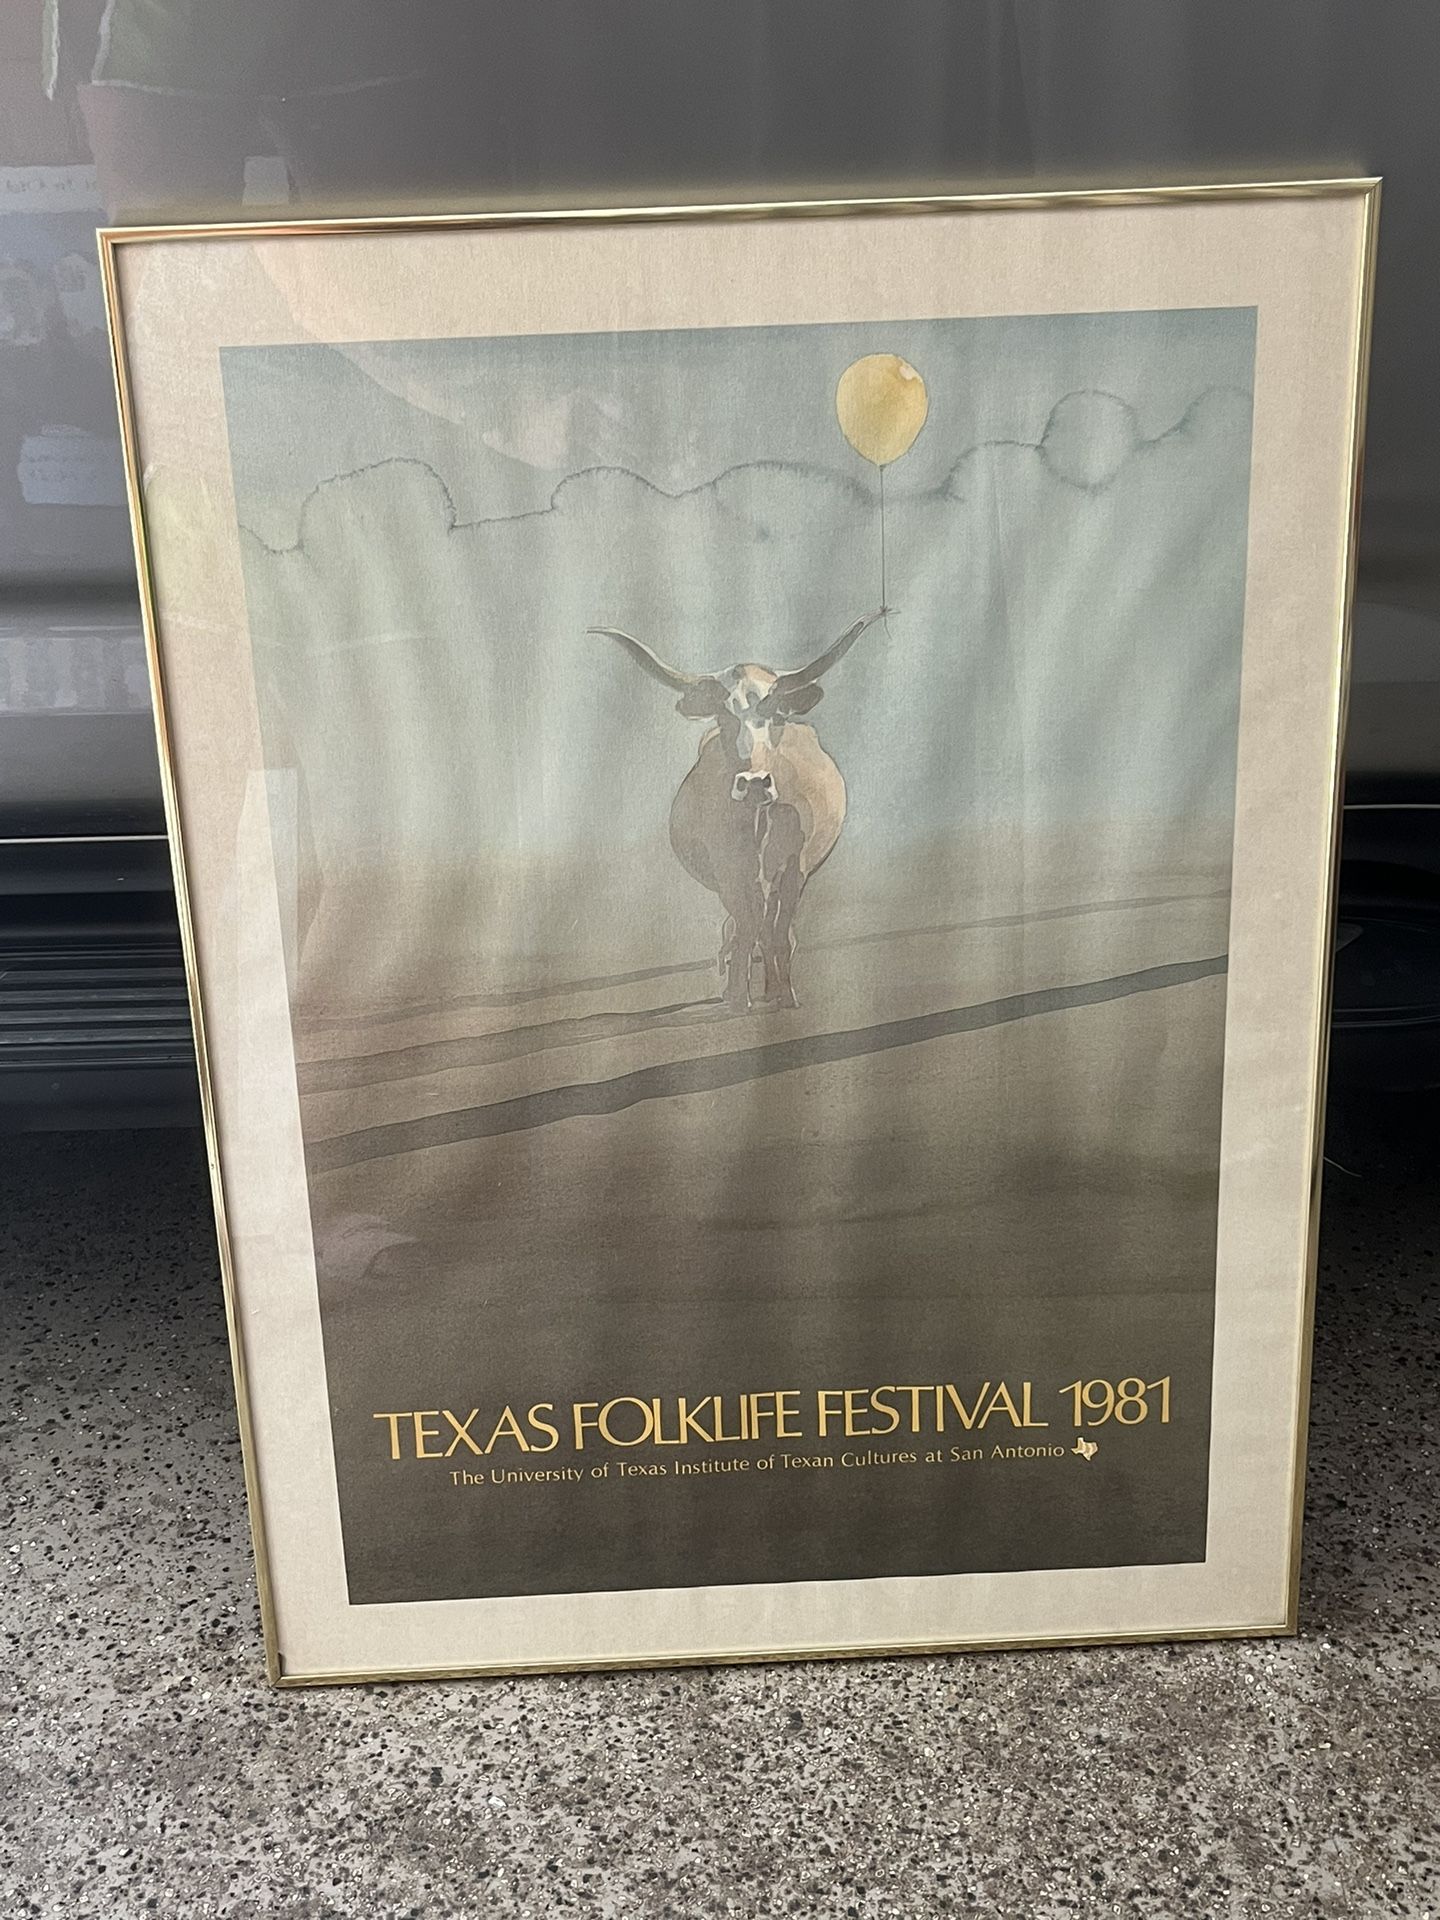 TEXAS FOLKLIFE FESTIVAL 1981
The University of Texas Institute of Texan Cultures at San Antonio